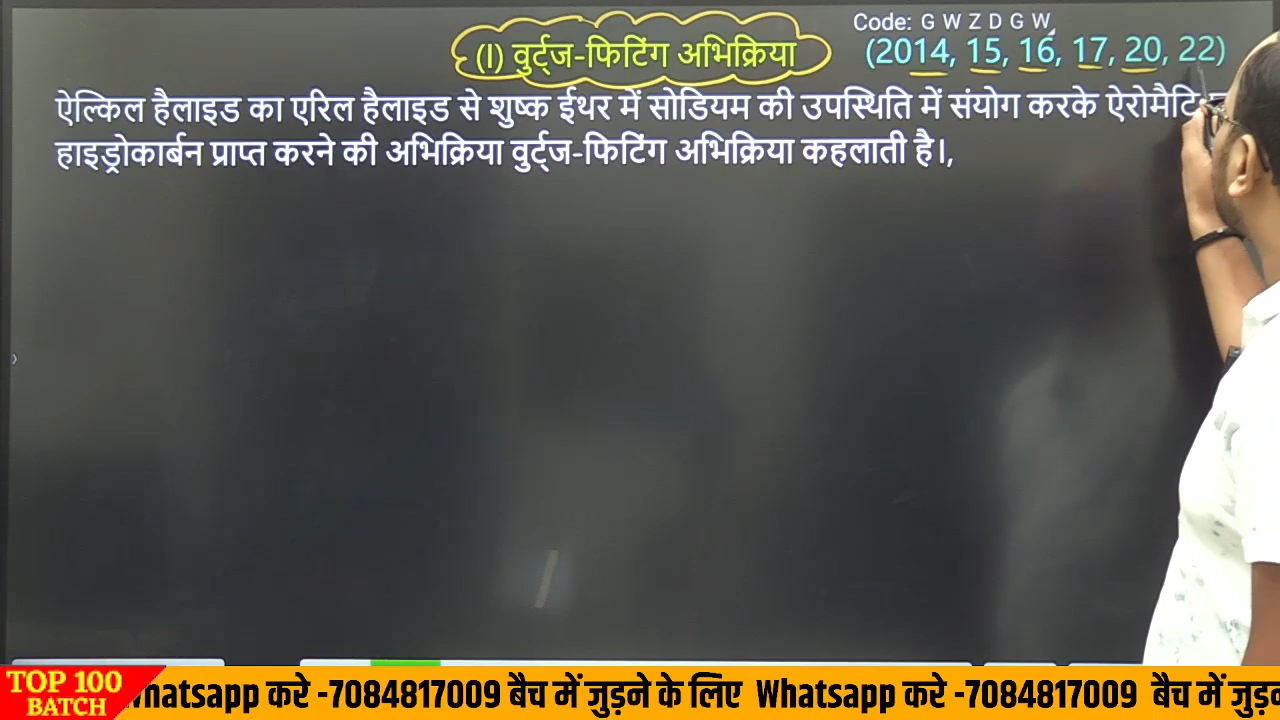 Code: G W Z D G W
(I) वुर्ट्ज-फिटिंग अभिक्रिया
(2014, 15, 16, 17, 20, 22)
ऐल्किल हैलाइड का एरिल हैलाइड से शुष्क ईथर में सोडियम की उपस्थिति में संयोग करके ऐरोमैटि
हाइड्रोकार्बन प्राप्त करने की अभिक्रिया वुर्ट्ज-फिटिंग अभिक्रिया कहलाती है।,
TOP 100
BATCH
hatsapp करे -7084817009 बैच में जुड़ने के लिए Whatsapp करे -7084817009 बैच में जुड़